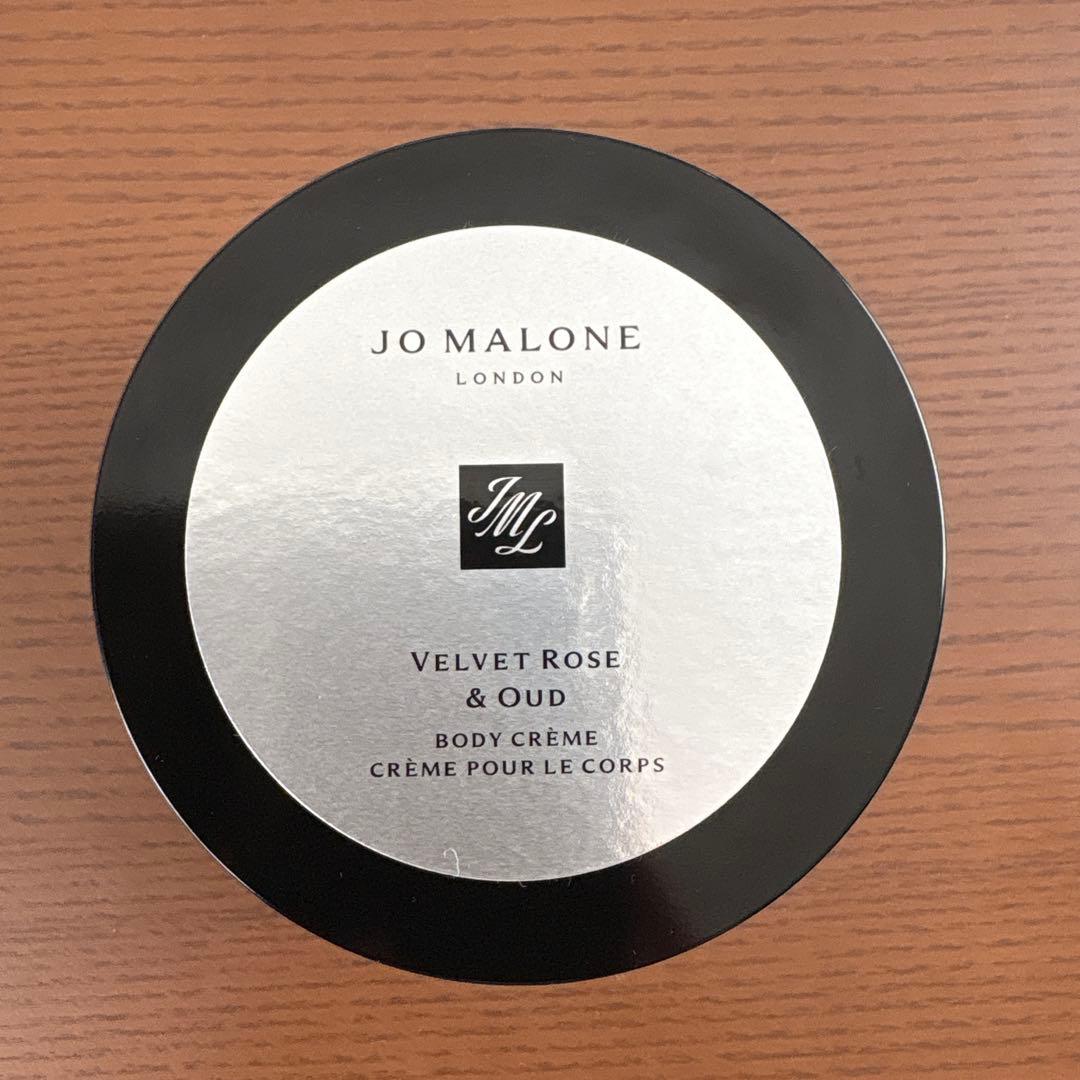 JO MALONE
LONDON
JML
VELVET ROSE
& OUD
BODY CRÈME
CRÈME POUR LE CORPS